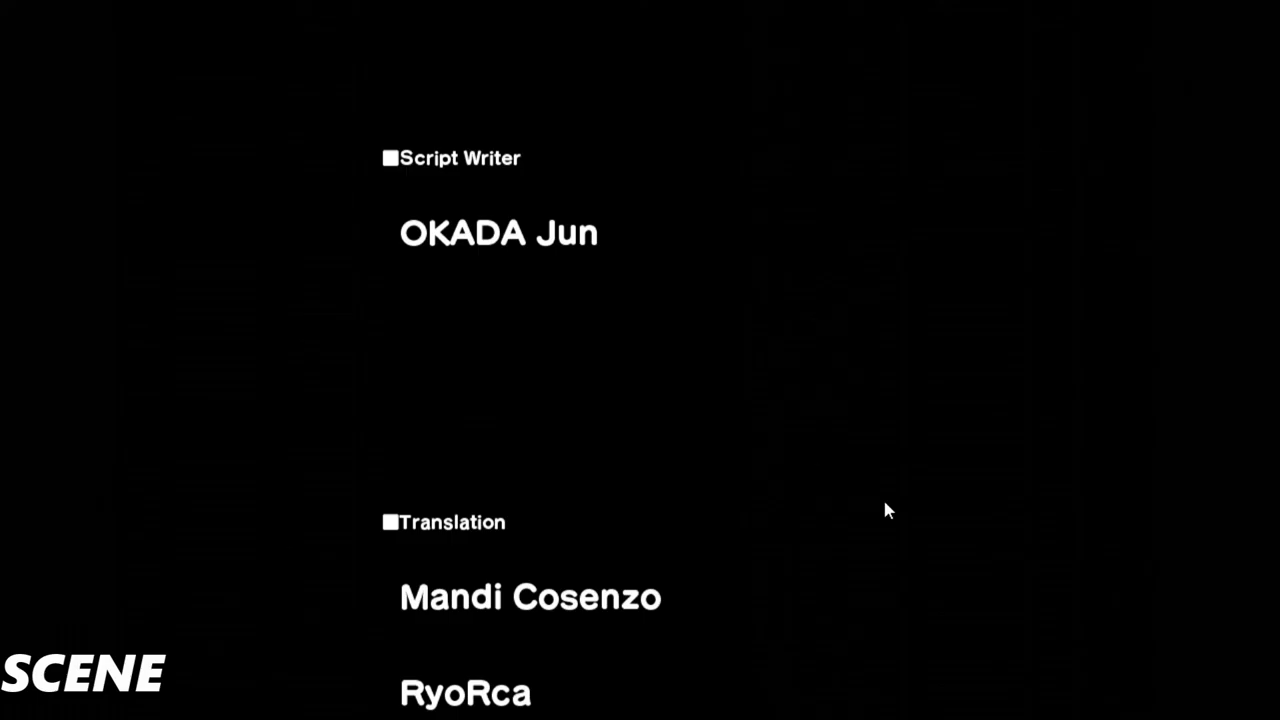 ■Script Writer
OKADA Jun
■Translation
Mandi Cosenzo
RyoRca
SCENE